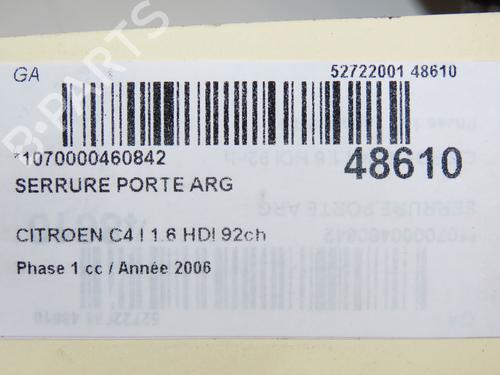 GA
52722001 48610
*1070000460842
48610
SERRURE PORTE ARG
CITROEN C4 I 1.6 HDI 92ch
Phase 1 cc / Année 2006
B-PARTS